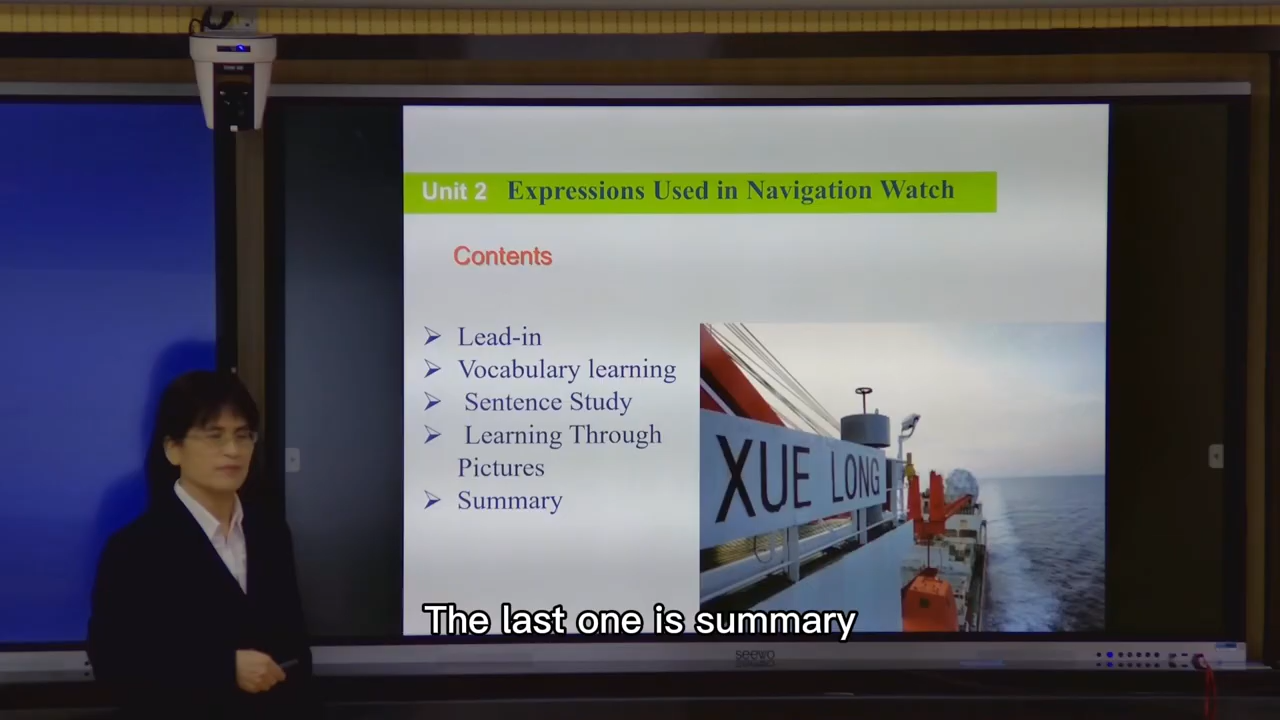 Unit 2 Expressions Used in Navigation Watch
Contents
➢ Lead-in
➢ Vocabulary learning
➢ Sentence Study
➢ Learning Through
Pictures
➢ Summary
XUE LONG
The last one is summary
seewo